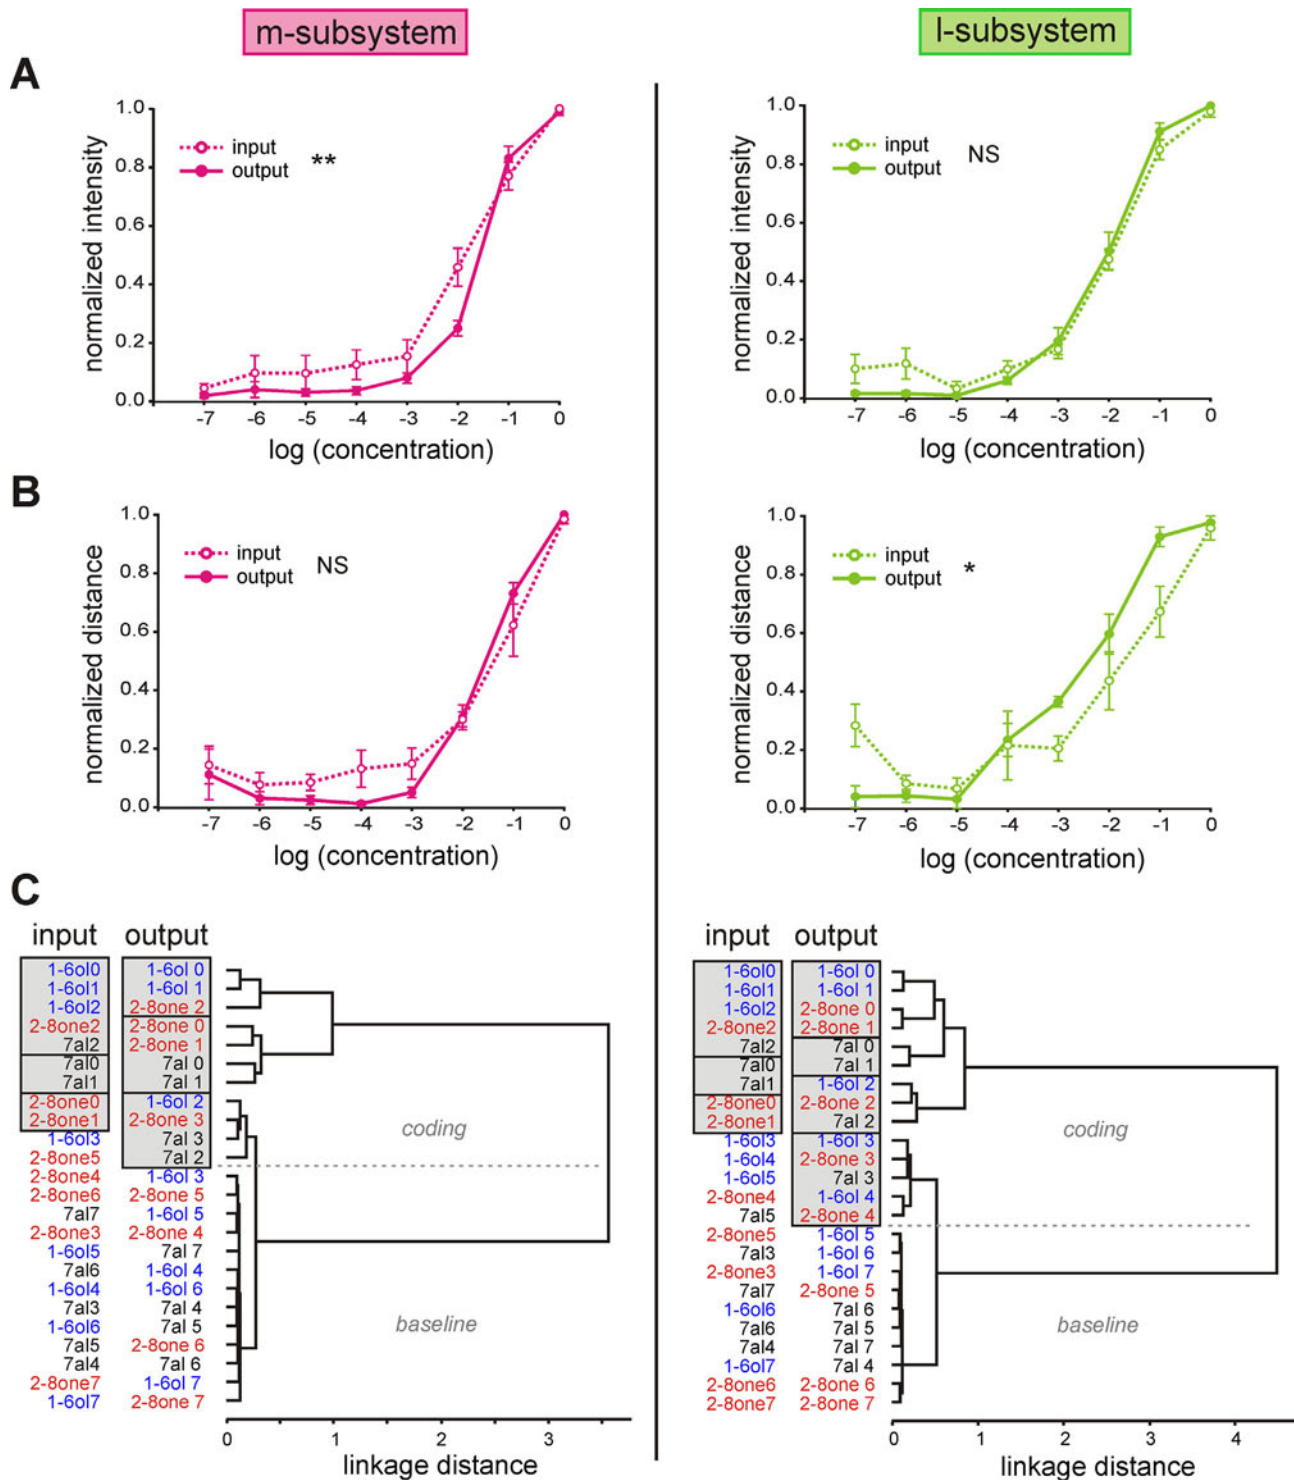 m-subsystem
l-subsystem
A
normalized intensity
1.0
0.8
0.6
0.4
0.2
0.0
input
output
**
-7 -6 -5 -4 -3 -2 -1 0
log (concentration)
normalized intensity
1.0
0.8
0.6
0.4
0.2
0.0
input
output
NS
-7 -6 -5 -4 -3 -2 -1 0
log (concentration)
B
normalized distance
1.0
0.8
0.6
0.4
0.2
0.0
input
output
NS
-7 -6 -5 -4 -3 -2 -1 0
log (concentration)
normalized distance
1.0
0.8
0.6
0.4
0.2
0.0
input
output
*
-7 -6 -5 -4 -3 -2 -1 0
log (concentration)
C
input output
1-6ol0 1-6ol 0
1-6ol1 1-6ol 1
1-6ol2 2-8one 2
2-8one2 2-8one 0
7al2 2-8one 1
7al0 7al 0
7al1 7al 1
2-8one0 1-6ol 2
2-8one1 2-8one 3
1-6ol3 7al 3
2-8one5 7al 2
2-8one4 1-6ol 3
2-8one6 2-8one 5
7al7 1-6ol 5
2-8one3 2-8one 4
1-6ol5 7al 7
7al6 1-6ol 4
1-6ol4 1-6ol 6
7al3 7al 4
1-6ol6 7al 5
7al5 2-8one 6
7al4 7al 6
2-8one7 1-6ol 7
1-6ol7 2-8one 7
coding
baseline
0 1 2 3
linkage distance
input output
1-6ol0 1-6ol 0
1-6ol1 1-6ol 1
1-6ol2 2-8one 0
2-8one2 2-8one 1
7al2 7al 0
7al0 7al 1
7al1 1-6ol 2
2-8one0 2-8one 2
2-8one1 7al 2
1-6ol3 1-6ol 3
1-6ol4 2-8one 3
1-6ol5 7al 3
2-8one4 1-6ol 4
7al5 2-8one 4
2-8one5 1-6ol 5
7al3 1-6ol 6
2-8one3 1-6ol 7
7al7 2-8one 5
1-6ol6 7al 6
7al6 7al 5
7al4 7al 7
1-6ol7 7al 4
2-8one6 2-8one 6
2-8one7 2-8one 7
coding
baseline
0 1 2 3 4
linkage distance